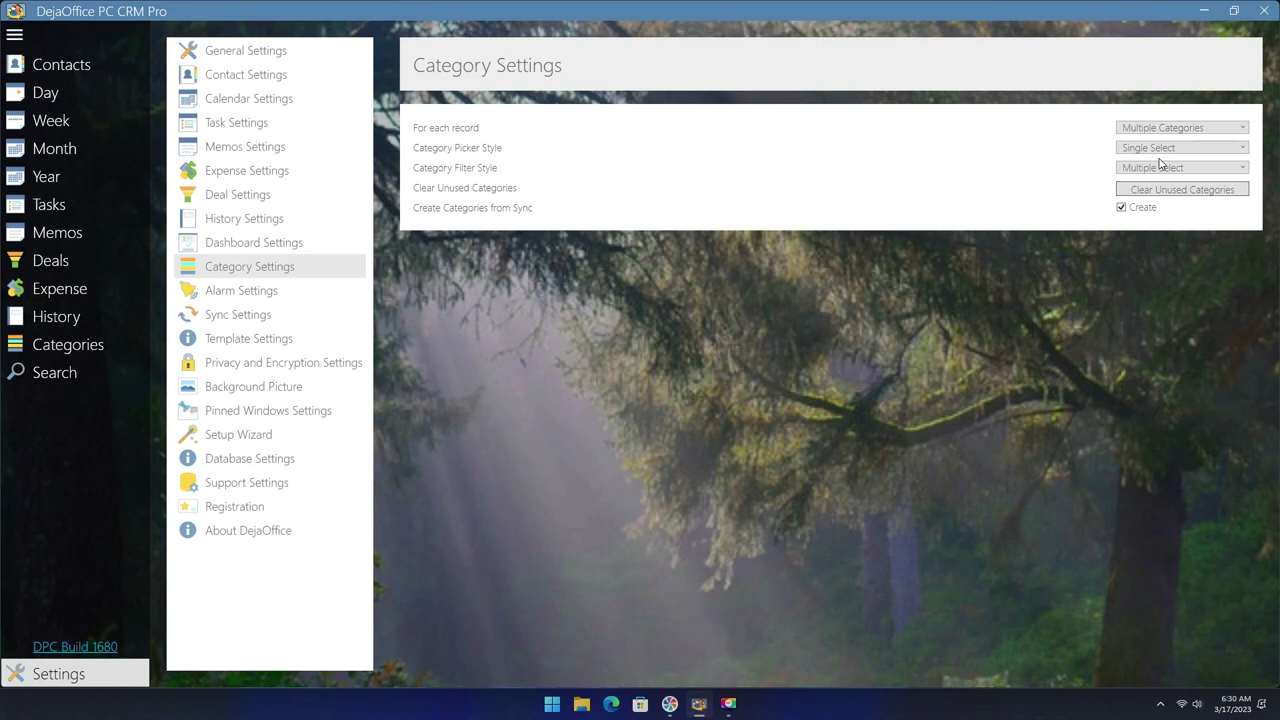 DejaOffice PC CRM Pro
Contacts
Day
Week
Month
Year
Tasks
Memos
Deals
Expense
History
Categories
Search
DPC Build 1680
Settings
General Settings
Contact Settings
Calendar Settings
Task Settings
Memos Settings
Expense Settings
Deal Settings
History Settings
Dashboard Settings
Category Settings
Alarm Settings
Sync Settings
Template Settings
Privacy and Encryption Settings
Background Picture
Pinned Windows Settings
Setup Wizard
Database Settings
Support Settings
Registration
About DejaOffice
Category Settings
For each record Multiple Categories
Category Picker Style Single Select
Category Filter Style Multiple Select
Clear Unused Categories Clear Unused Categories
Create Categories from Sync Create
6:30 AM
3/17/2023